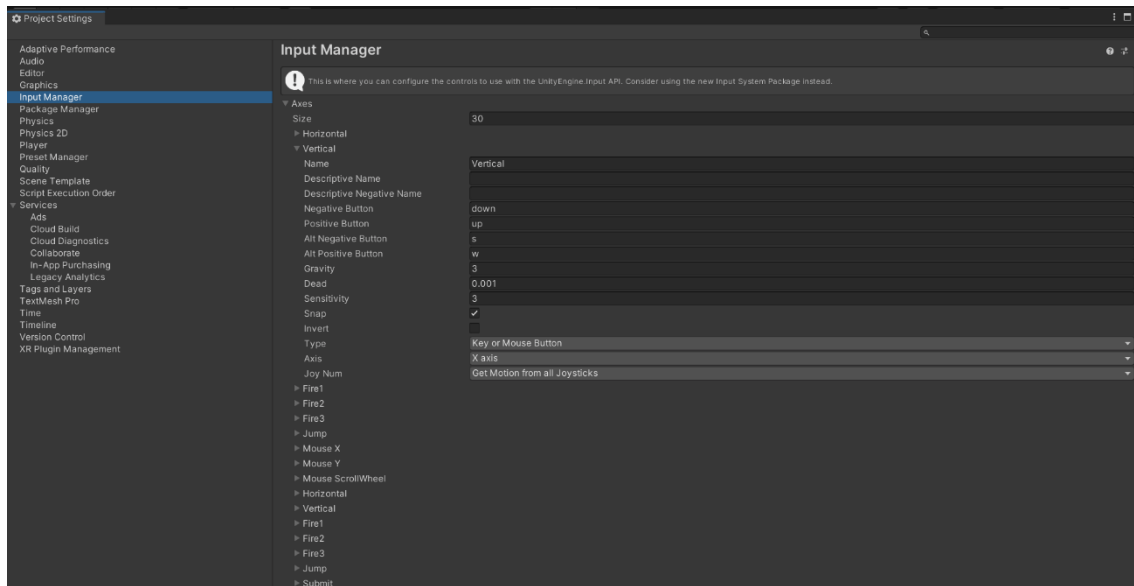 Project Settings
Adaptive Performance
Audio
Editor
Graphics
Input Manager
Package Manager
Physics
Physics 2D
Player
Preset Manager
Quality
Scene Template
Script Execution Order
Services
Ads
Cloud Build
Cloud Diagnostics
Collaborate
In-App Purchasing
Legacy Analytics
Tags and Layers
TextMesh Pro
Time
Timeline
Version Control
XR Plugin Management
Input Manager
This is where you can configure the controls to use with the UnityEngine.Input API. Consider using the new Input System Package instead.
Axes
Size 30
Horizontal
Vertical
Name Vertical
Descriptive Name
Descriptive Negative Name
Negative Button down
Positive Button up
Alt Negative Button s
Alt Positive Button w
Gravity 3
Dead 0.001
Sensitivity 3
Snap
Invert
Type Key or Mouse Button
Axis X axis
Joy Num Get Motion from all Joysticks
Fire1
Fire2
Fire3
Jump
Mouse X
Mouse Y
Mouse ScrollWheel
Horizontal
Vertical
Fire1
Fire2
Fire3
Jump
Submit